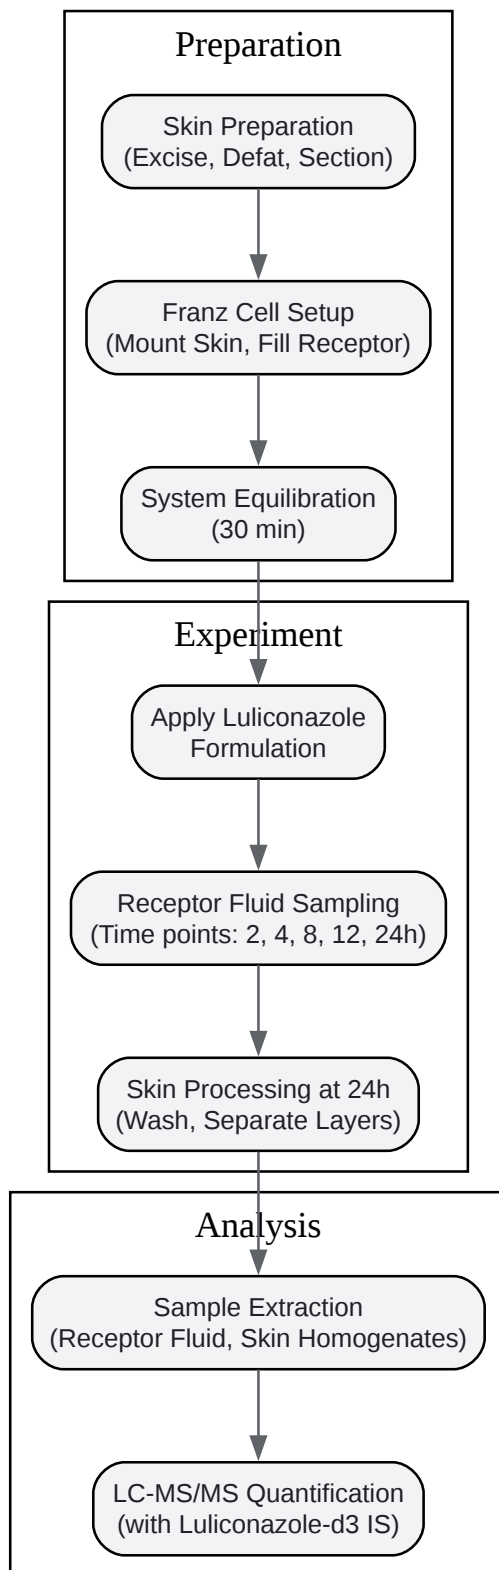 Preparation
Skin Preparation
(Excise, Defat, Section)
Franz Cell Setup
(Mount Skin, Fill Receptor)
System Equilibration
(30 min)
Experiment
Apply Luliconazole
Formulation
Receptor Fluid Sampling
(Time points: 2, 4, 8, 12, 24h)
Skin Processing at 24h
(Wash, Separate Layers)
Analysis
Sample Extraction
(Receptor Fluid, Skin Homogenates)
LC-MS/MS Quantification
(with Luliconazole-d3 IS)